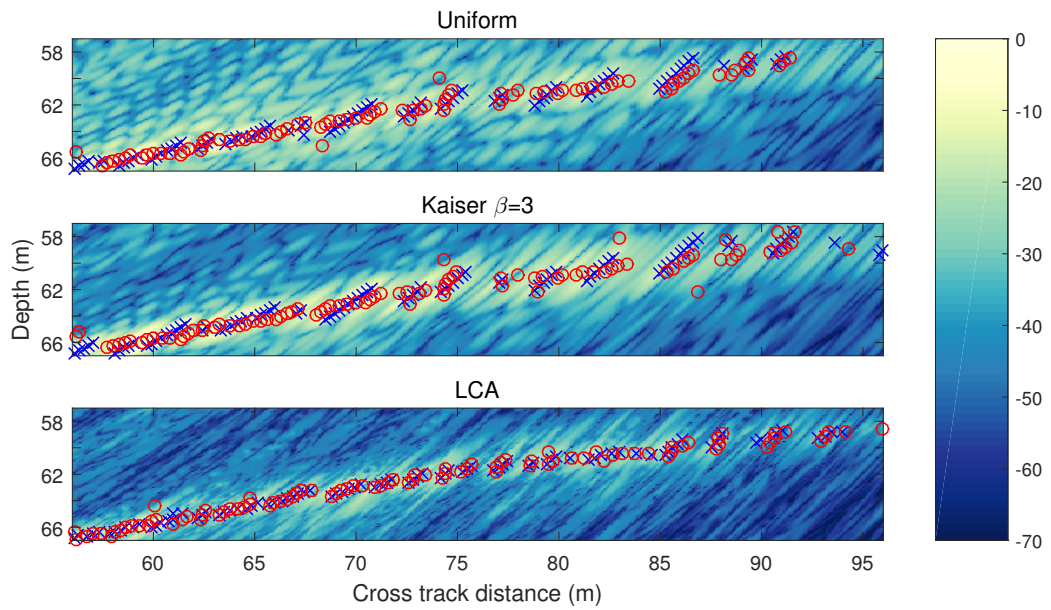 Uniform
58
62
66
Kaiser β=3
58
62
66
Depth (m)
LCA
58
62
66
60 65 70 75 80 85 90 95
Cross track distance (m)
0
-10
-20
-30
-40
-50
-60
-70